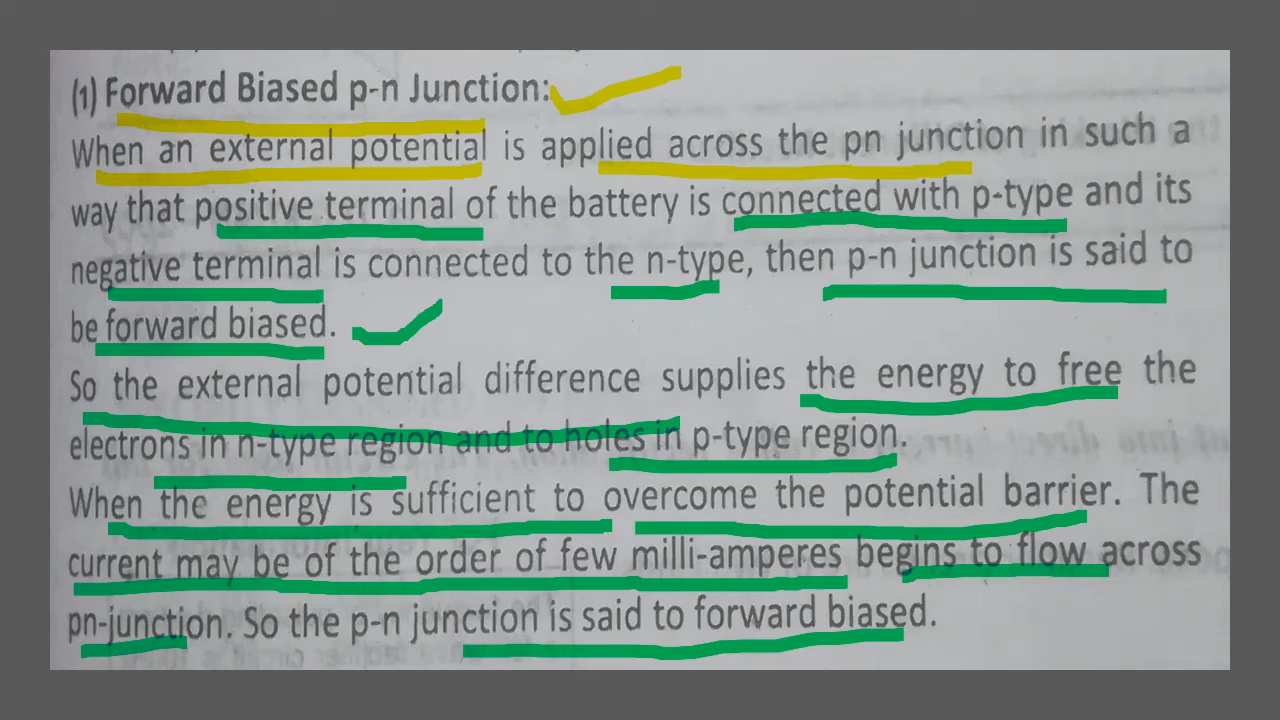 (1) Forward Biased p-n Junction:
When an external potential is applied across the pn junction in such a
way that positive terminal of the battery is connected with p-type and its
negative terminal is connected to the n-type, then p-n junction is said to
be forward biased.
So the external potential difference supplies the energy to free the
electrons in n-type region and to holes in p-type region.
When the energy is sufficient to overcome the potential barrier. The
current may be of the order of few milli-amperes begins to flow across
pn-junction. So the p-n junction is said to forward biased.